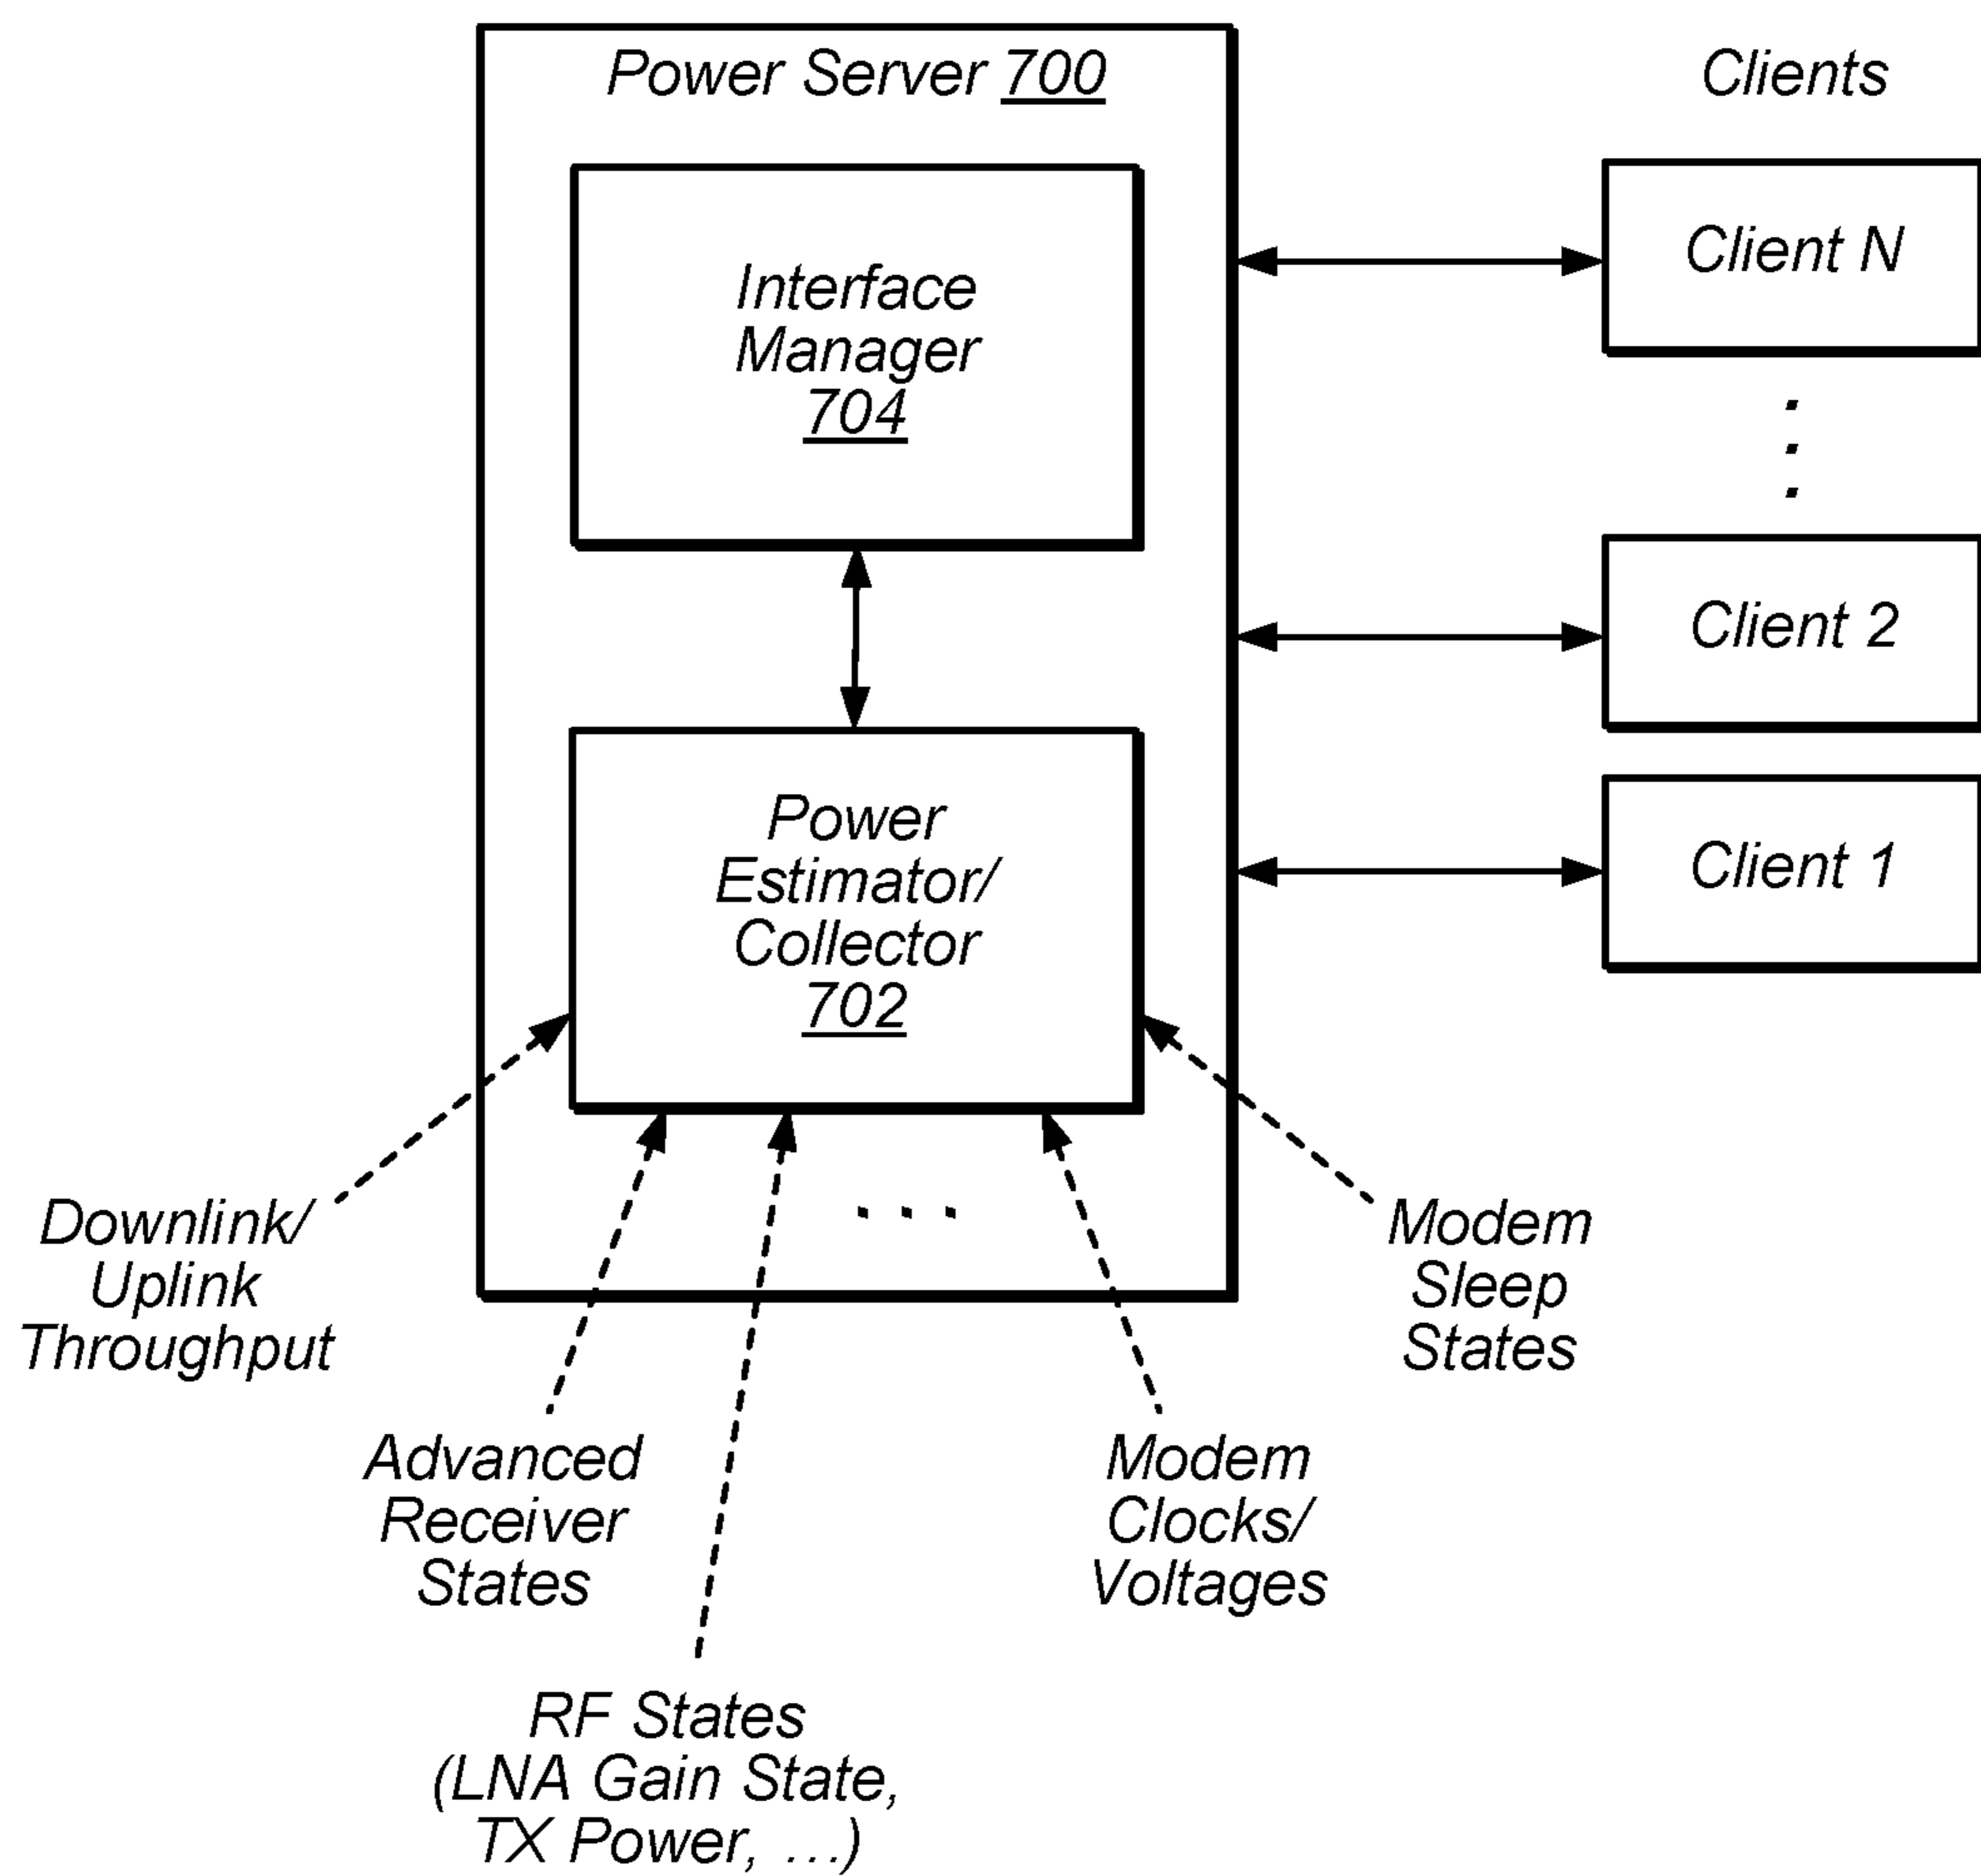 Power Server 700
Clients
Interface
Manager
704
Client N
Client 2
Power
Estimator/
Collector
702
Client 1
Downlink/
Uplink
Throughput
. . .
Modem
Sleep
States
Advanced
Receiver
States
Modem
Clocks/
Voltages
RF States
(LNA Gain State,
TX Power, ...)